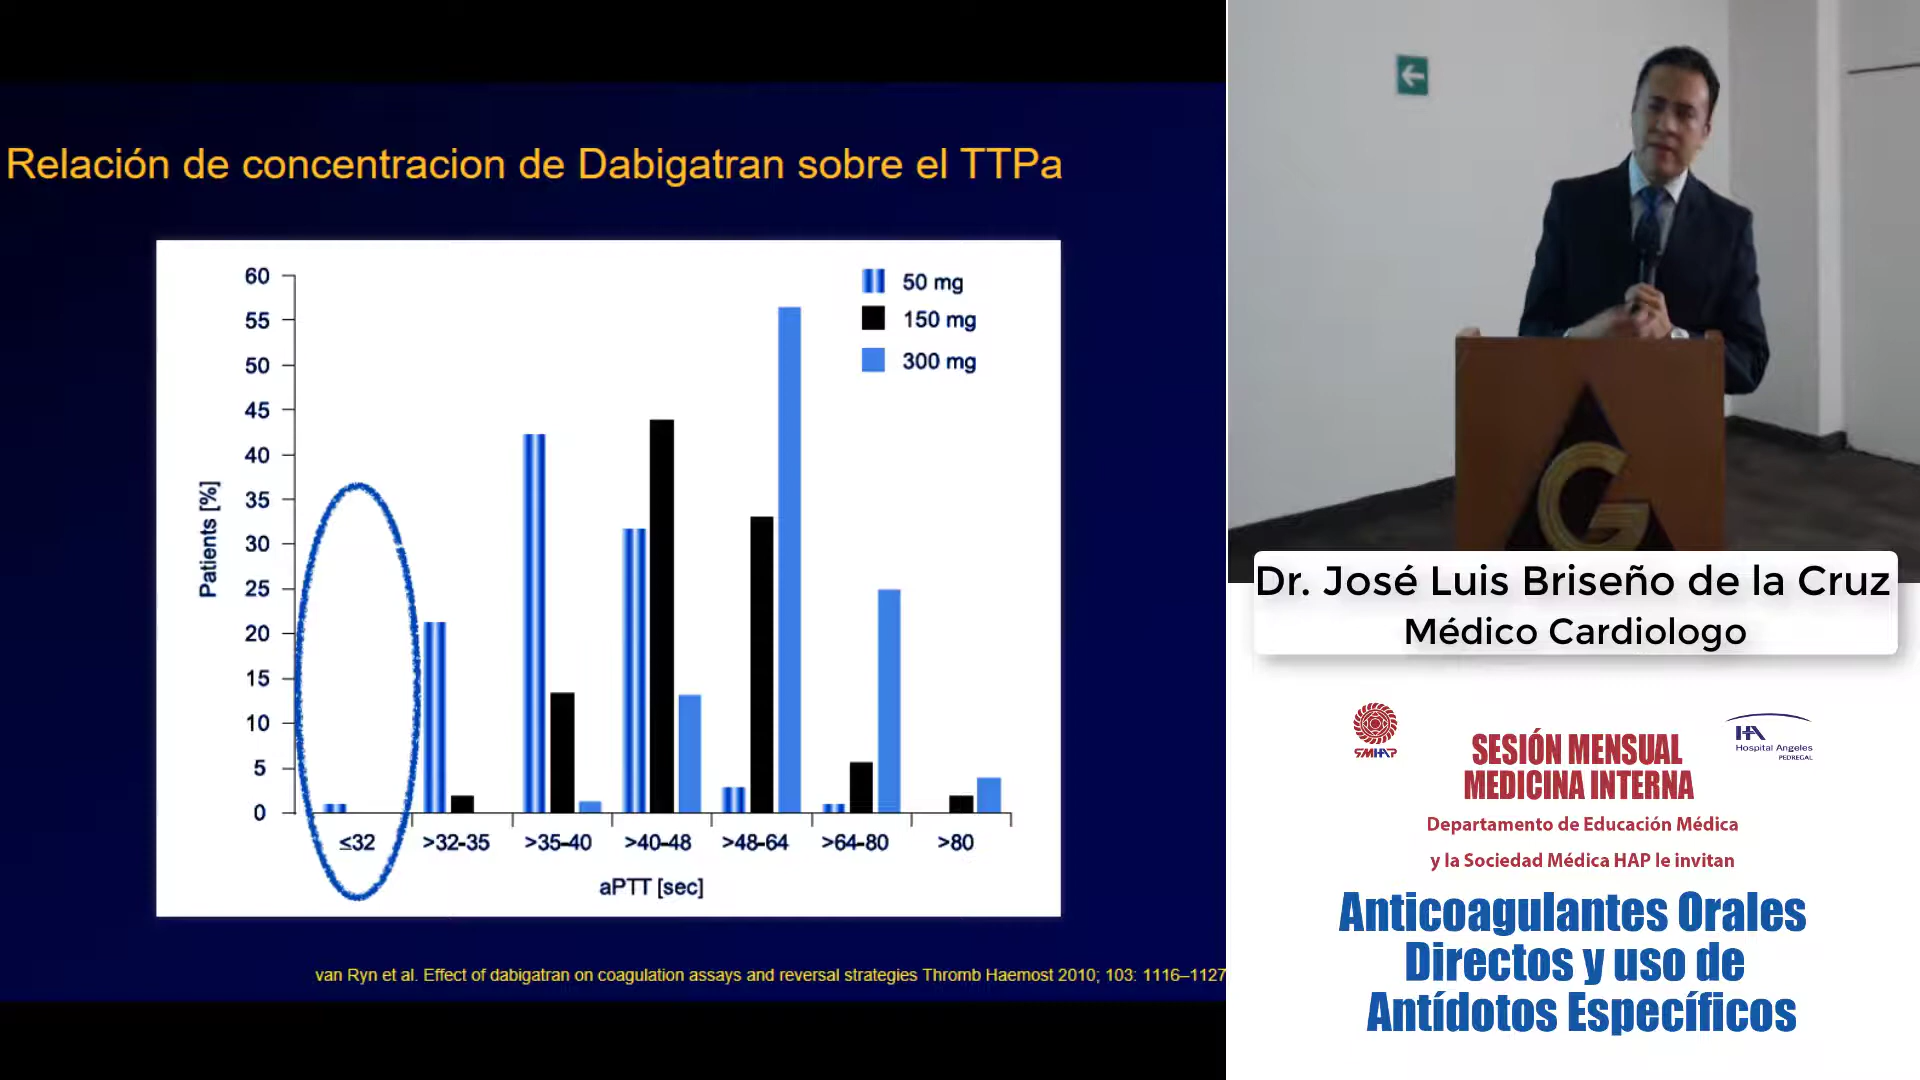 Relación de concentracion de Dabigatran sobre el TTPa
60
55
50
45
40
35
30
25
20
15
10
5
0
Patients [%]
50 mg
150 mg
300 mg
≤32
>32-35
>35-40
>40-48
>48-64
>64-80
>80
aPTT [sec]
van Ryn et al. Effect of dabigatran on coagulation assays and reversal strategies Thromb Haemost 2010; 103: 1116–1127
G
Dr. José Luis Briseño de la Cruz
Médico Cardiologo
SMHAP
HA
Hospital Angeles
PEDREGAL
SESIÓN MENSUAL
MEDICINA INTERNA
Departamento de Educación Médica
y la Sociedad Médica HAP le invitan
Anticoagulantes Orales
Directos y uso de
Antídotos Específicos